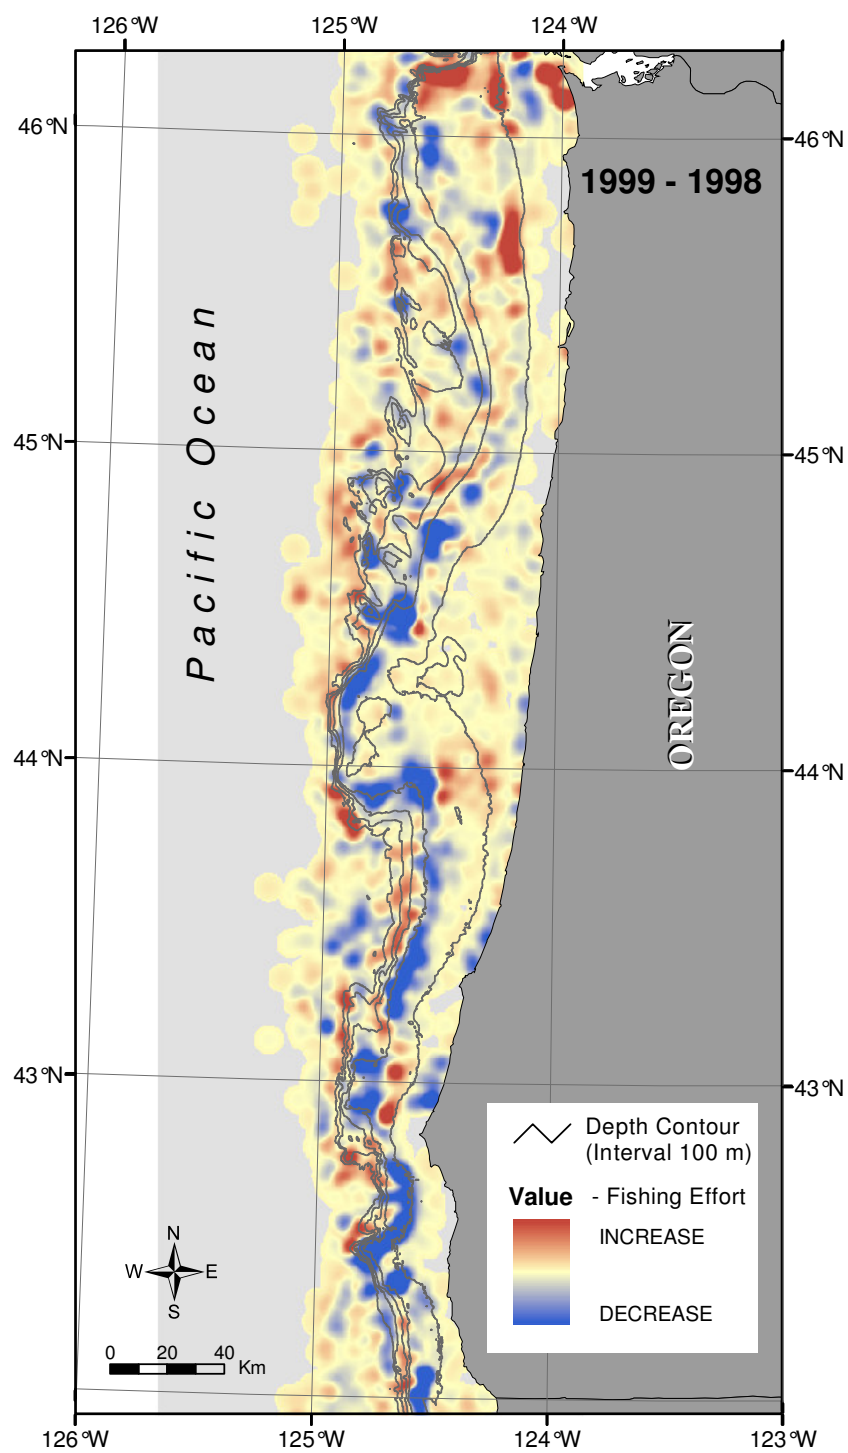 126°W 125°W 124°W
46°N 46°N
1999 - 1998
Pacific Ocean
45°N 45°N
OREGON
44°N 44°N
43°N 43°N
Depth Contour
(Interval 100 m)
Value - Fishing Effort
INCREASE
DECREASE
N
W E
S
0 20 40
Km
126°W 125°W 124°W 123°W